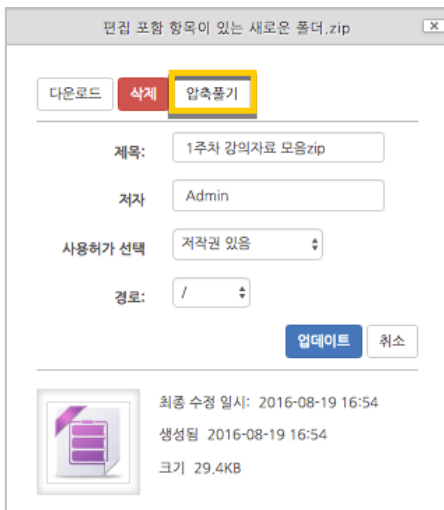 편집 포함 항목이 있는 새로운 폴더.zip
다운로드 삭제 압축풀기
제목: 1주차 강의자료 모음zip
저자 Admin
사용허가 선택 저작권 있음
경로: /
업데이트 취소
최종 수정 일시: 2016-08-19 16:54
생성됨 2016-08-19 16:54
크기 29.4KB